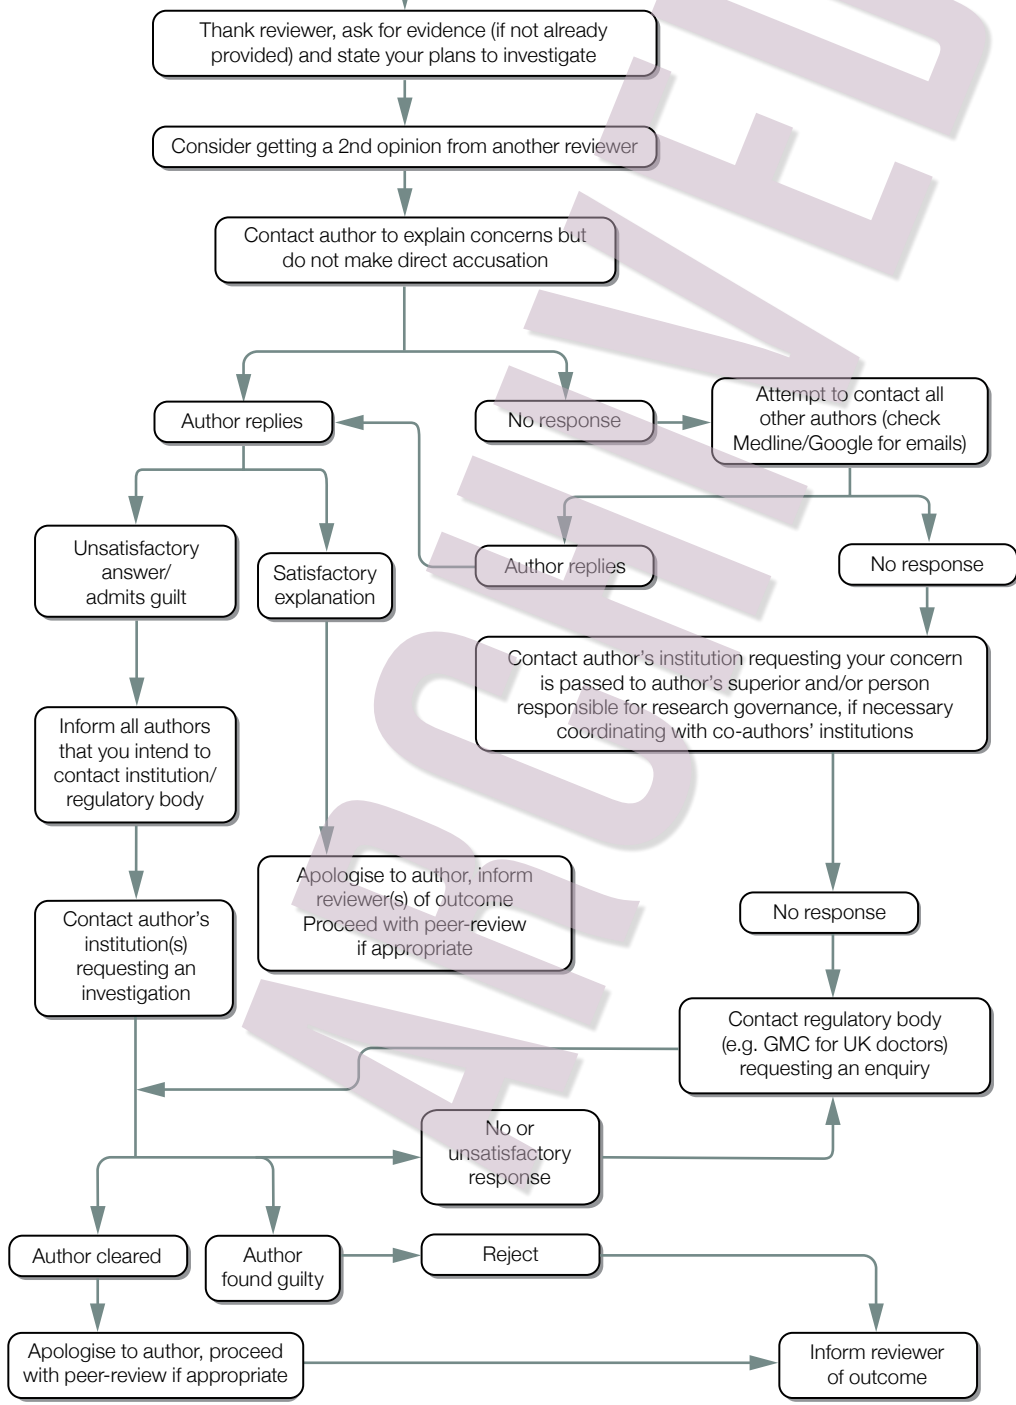 Thank reviewer, ask for evidence (if not already
provided) and state your plans to investigate
Consider getting a 2nd opinion from another reviewer
Contact author to explain concerns but
do not make direct accusation
Author replies
No response
Attempt to contact all
other authors (check
Medline/Google for emails)
Unsatisfactory
answer/
admits guilt
Satisfactory
explanation
Author replies
No response
Contact author’s institution requesting your concern
is passed to author’s superior and/or person
responsible for research governance, if necessary
coordinating with co-authors’ institutions
Inform all authors
that you intend to
contact institution/
regulatory body
Apologise to author, inform
reviewer(s) of outcome
Proceed with peer-review
if appropriate
No response
Contact author’s
institution(s)
requesting an
investigation
Contact regulatory body
(e.g. GMC for UK doctors)
requesting an enquiry
No or
unsatisfactory
response
Author cleared
Author
found guilty
Reject
Apologise to author, proceed
with peer-review if appropriate
Inform reviewer
of outcome
ARCHIVED